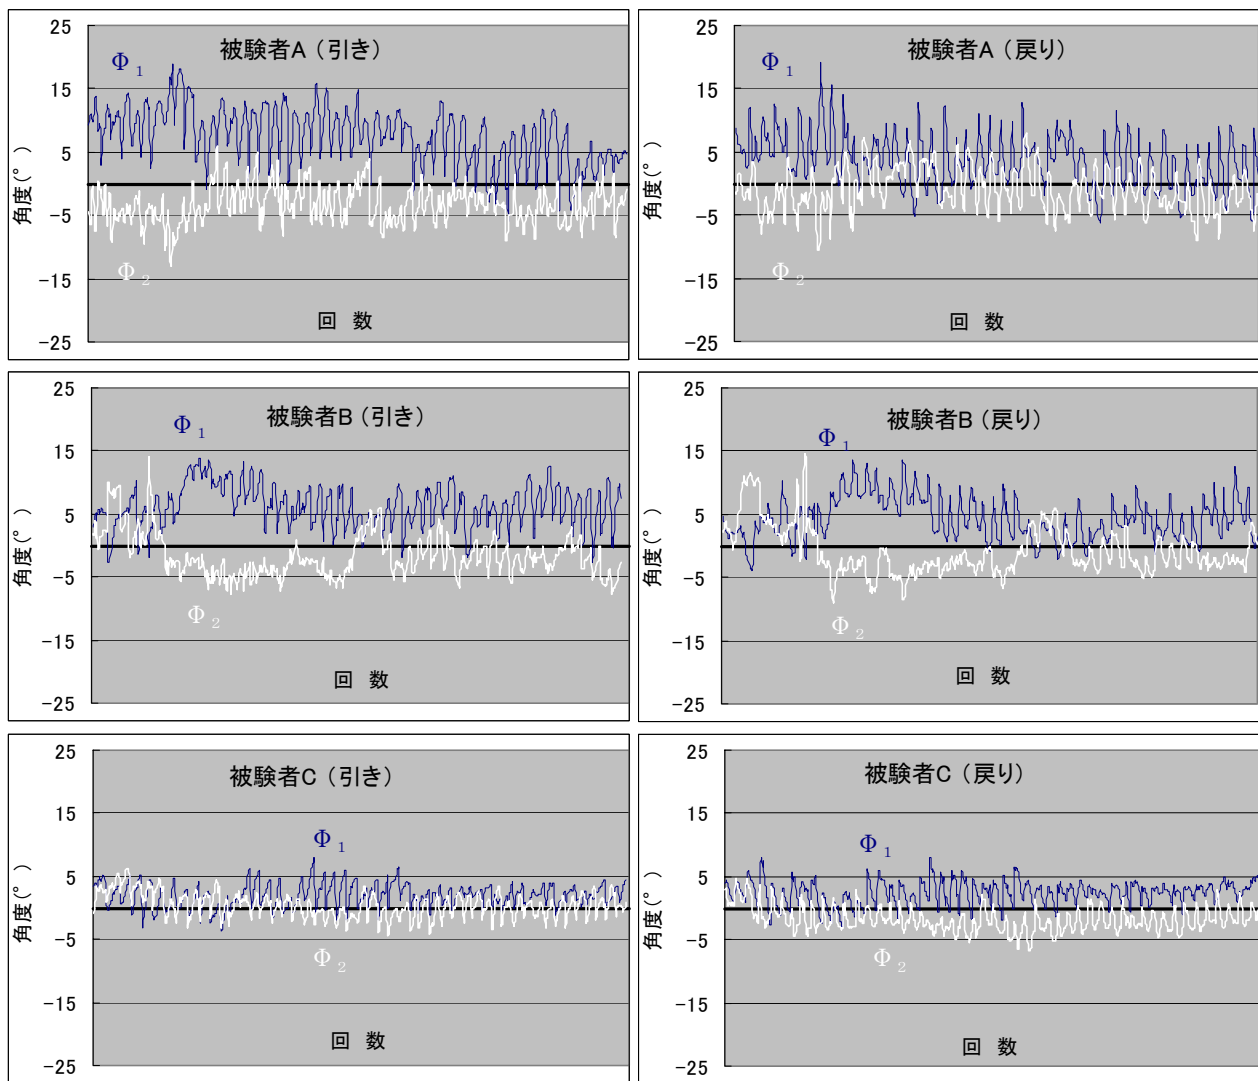 被験者A（引き）
Φ1
Φ2
角度(°)
回 数
25
15
5
-5
-15
-25
被験者A（戻り）
Φ1
Φ2
角度(°)
回 数
25
15
5
-5
-15
-25
被験者B（引き）
Φ1
Φ2
角度(°)
回 数
25
15
5
-5
-15
-25
被験者B（戻り）
Φ1
Φ2
角度(°)
回 数
25
15
5
-5
-15
-25
被験者C（引き）
Φ1
Φ2
角度(°)
回 数
25
15
5
-5
-15
-25
被験者C（戻り）
Φ1
Φ2
角度(°)
回 数
25
15
5
-5
-15
-25